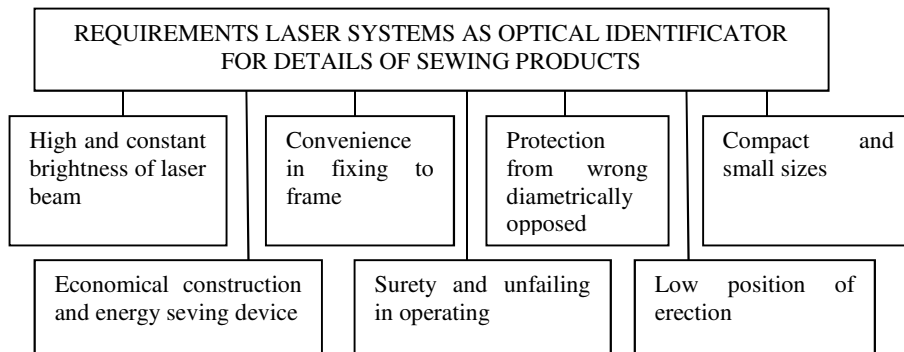 REQUIREMENTS LASER SYSTEMS AS OPTICAL IDENTIFICATOR
FOR DETAILS OF SEWING PRODUCTS
High and constant
brightness of laser
beam
Convenience
in fixing to
frame
Protection
from wrong
diametrically
opposed
Compact and
small sizes
Economical construction
and energy seving device
Surety and unfailing
in operating
Low position of
erection